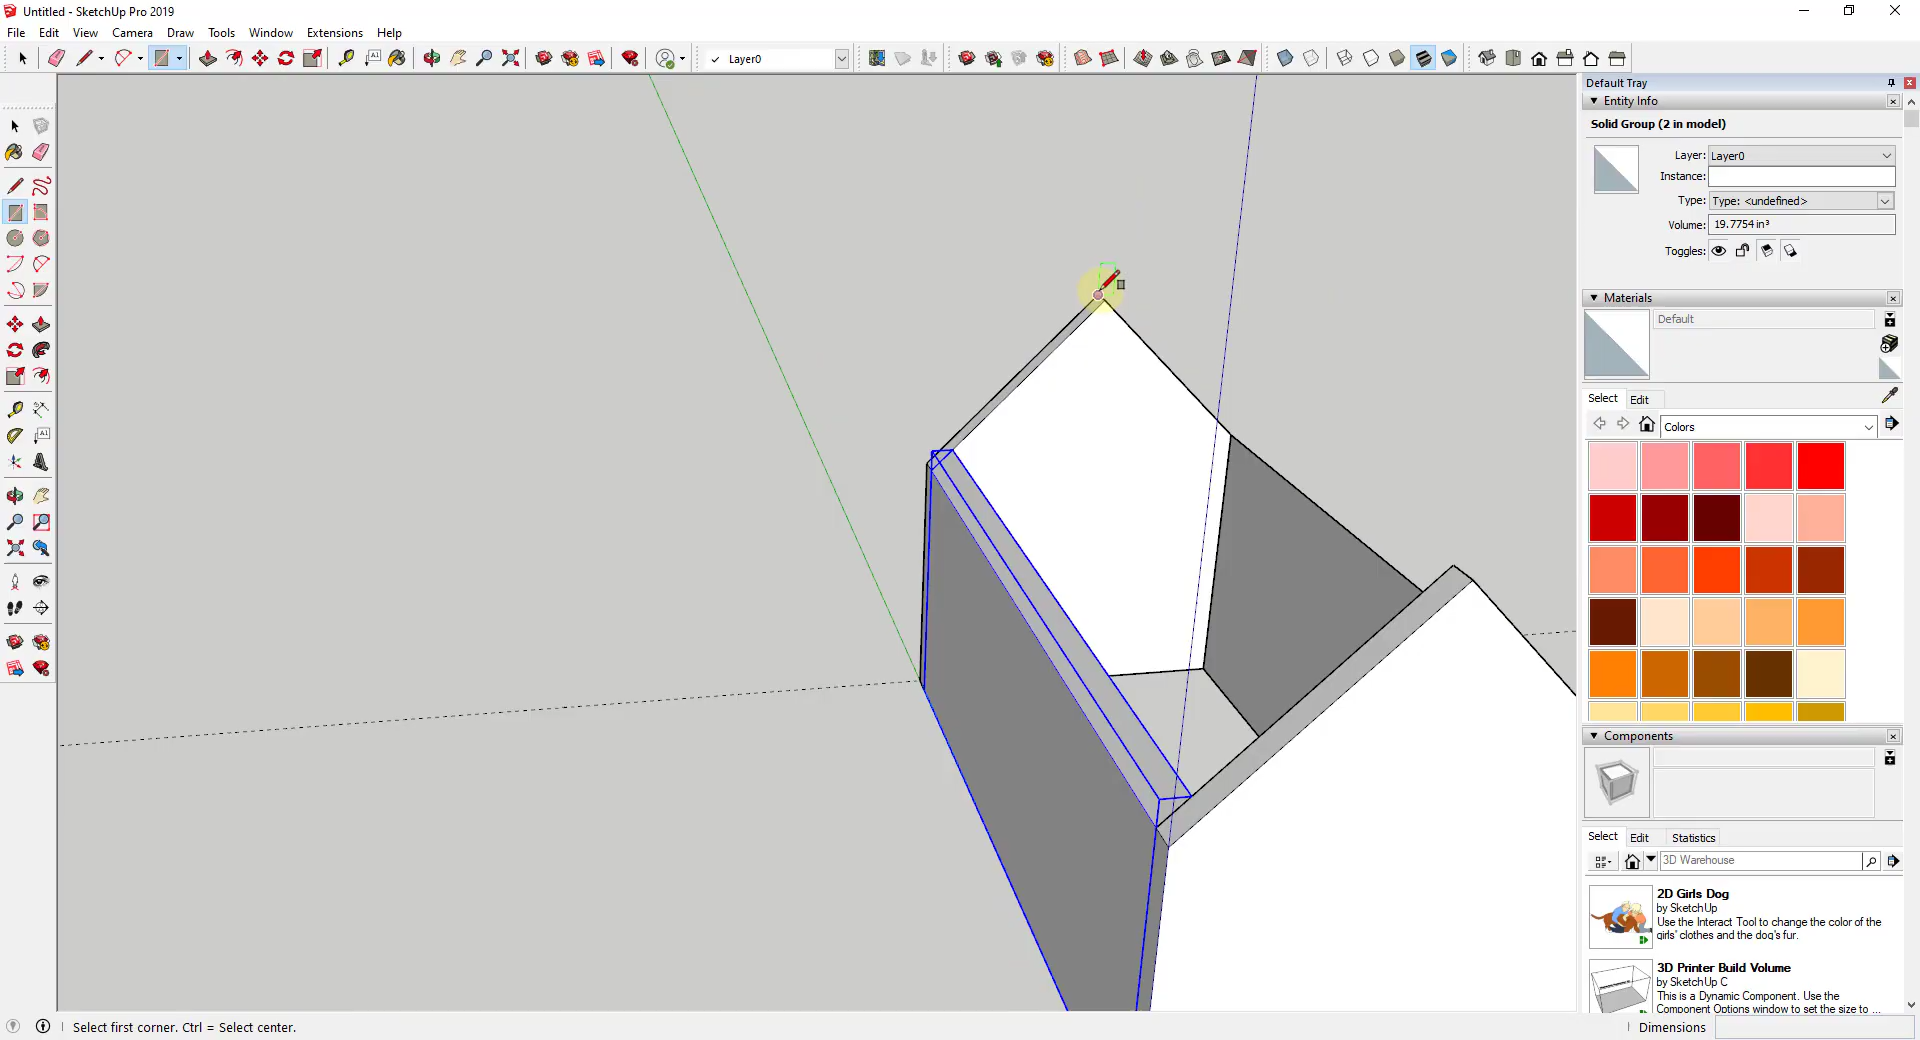 Untitled - SketchUp Pro 2019
File Edit View Camera Draw Tools Window Extensions Help
Layer0
Default Tray
Entity Info
Solid Group (2 in model)
Layer: Layer0
Instance:
Type: Type: <undefined>
Volume: 19.7754 in³
Toggles:
Materials
Default
Select Edit
Colors
Components
Select Edit Statistics
3D Warehouse
2D Girls Dog
by SketchUp
Use the Interact Tool to change the color of the
girls' clothes and the dog's fur.
3D Printer Build Volume
by SketchUp C
This is a Dynamic Component. Use the
Component Options window to set the size to ...
Select first corner. Ctrl = Select center.
Dimensions